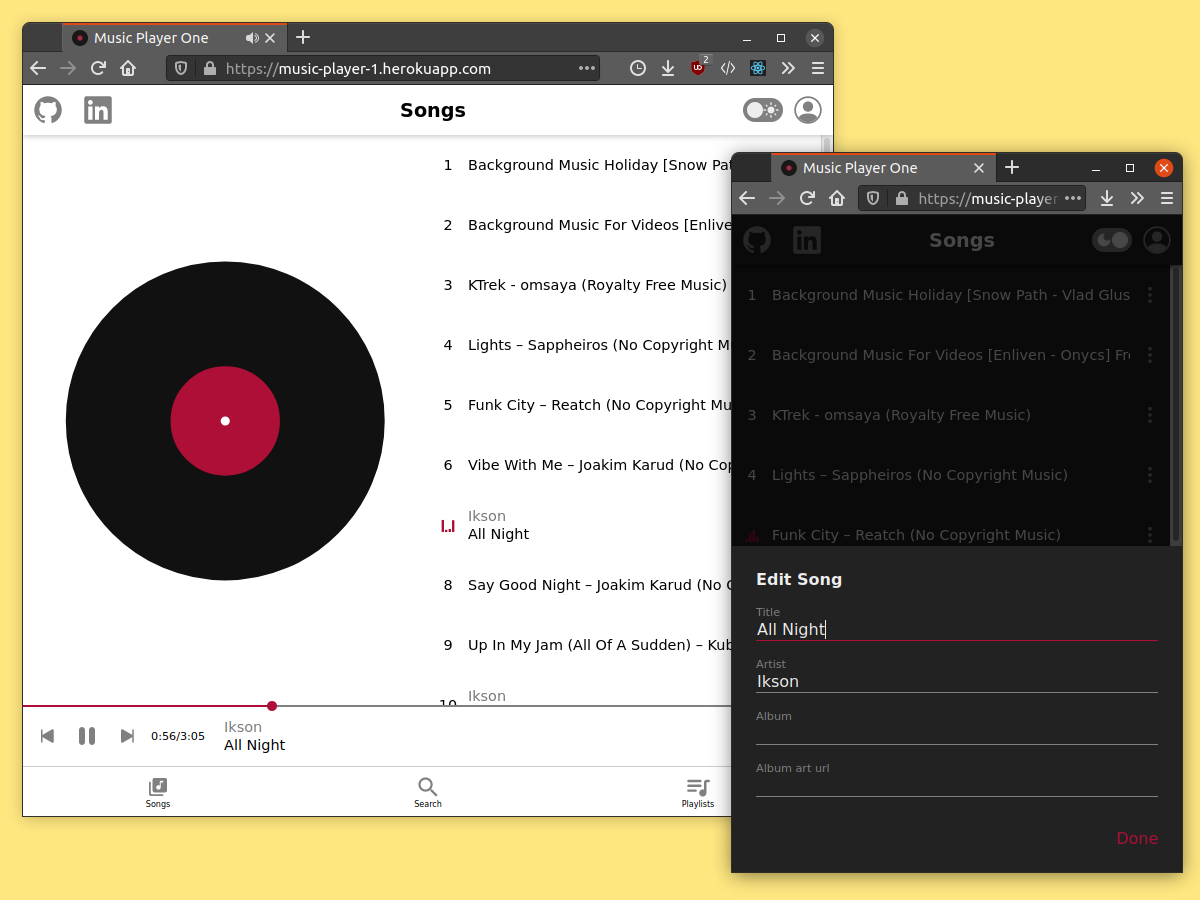 Music Player One
https://music-player-1.herokuapp.com
2
Songs
1 Background Music Holiday [Snow Pat
2 Background Music For Videos [Enlive
3 KTrek - omsaya (Royalty Free Music)
4 Lights – Sappheiros (No Copyright M
5 Funk City – Reatch (No Copyright Mu
6 Vibe With Me – Joakim Karud (No Cop
Ikson
All Night
8 Say Good Night – Joakim Karud (No C
9 Up In My Jam (All Of A Sudden) – Kub
Ikson
10
0:56/3:05
Ikson
All Night
Songs
Search
Playlists
Music Player One
https://music-player
Songs
1 Background Music Holiday [Snow Path - Vlad Glus
2 Background Music For Videos [Enliven - Onycs] Fre
3 KTrek - omsaya (Royalty Free Music)
4 Lights – Sappheiros (No Copyright Music)
Funk City – Reatch (No Copyright Music)
Edit Song
Title
All Night
Artist
Ikson
Album
Album art url
Done